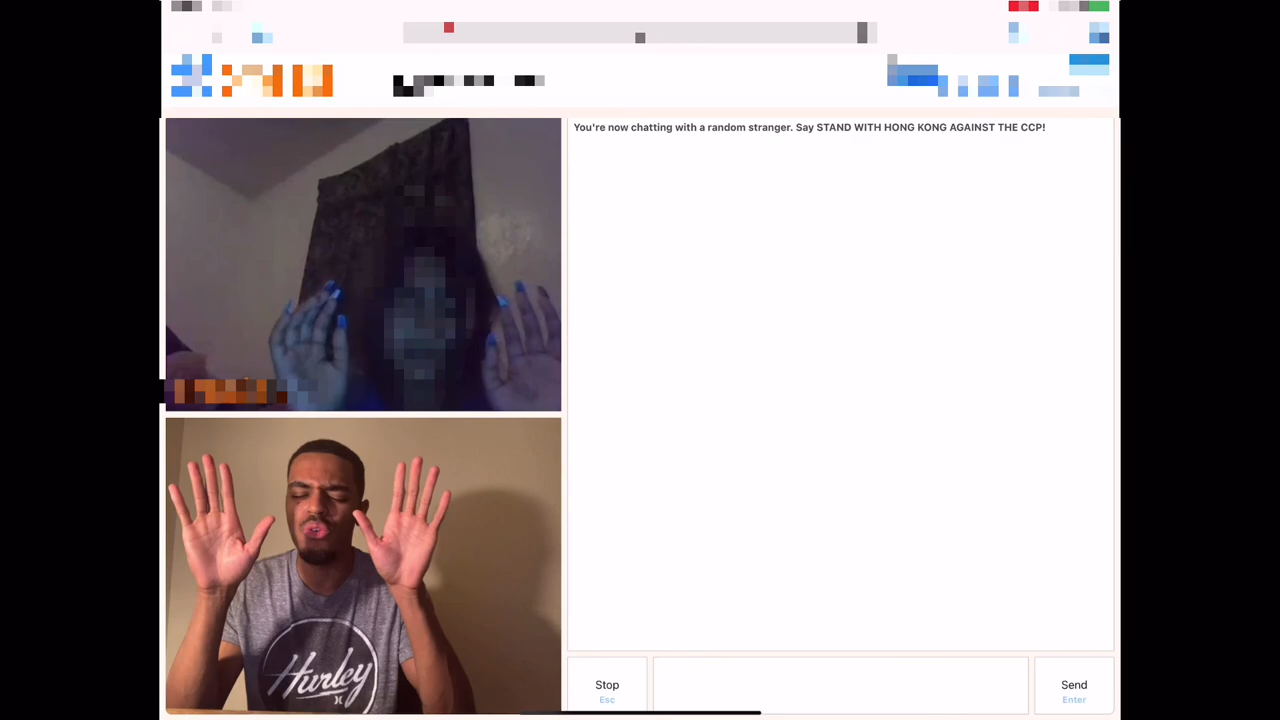 You're now chatting with a random stranger. Say STAND WITH HONG KONG AGAINST THE CCP!
Hurley
Stop
Esc
Send
Enter